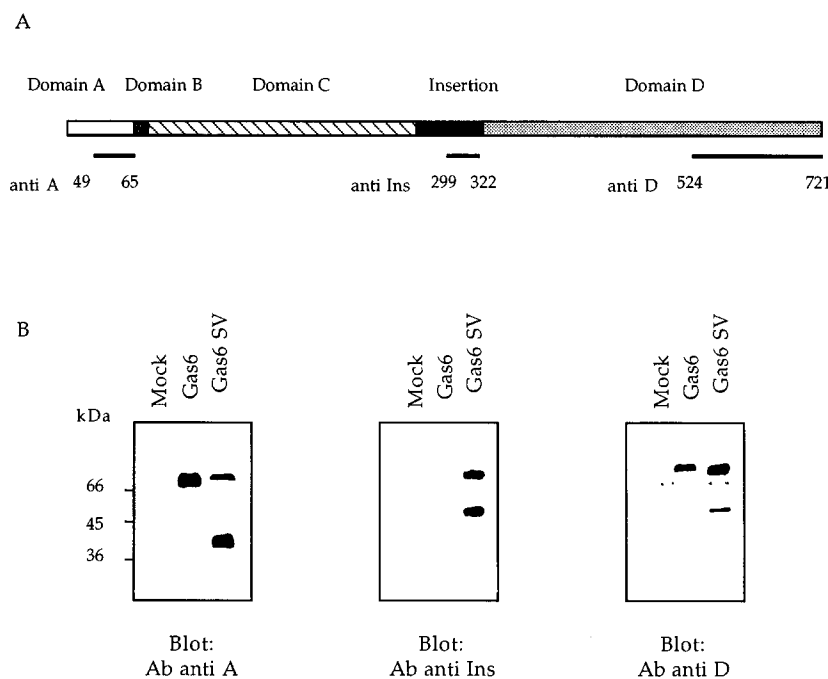 A
Domain A Domain B Domain C Insertion Domain D
anti A 49 65 anti Ins 299 322 anti D 524 721
B
Mock Gas6 Gas6 SV Mock Gas6 Gas6 SV Mock Gas6 Gas6 SV
kDa
66
45
36
Blot: Blot: Blot:
Ab anti A Ab anti Ins Ab anti D